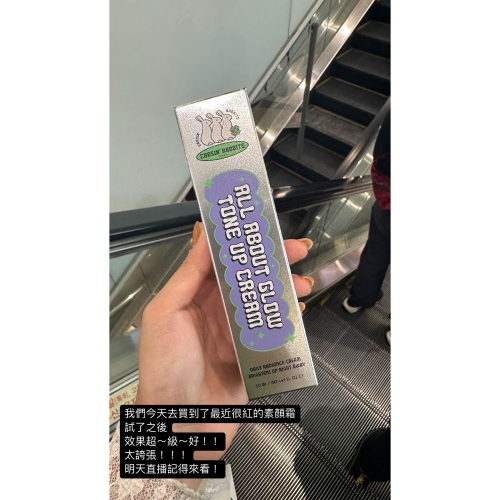 CHASIN' RABBITS
ALL ABOUT GLOW
TONE UP CREAM
我們今天去買到了最近很紅的素顏霜
試了之後
效果超～級～好！！
太誇張！！！
明天直播記得來看！